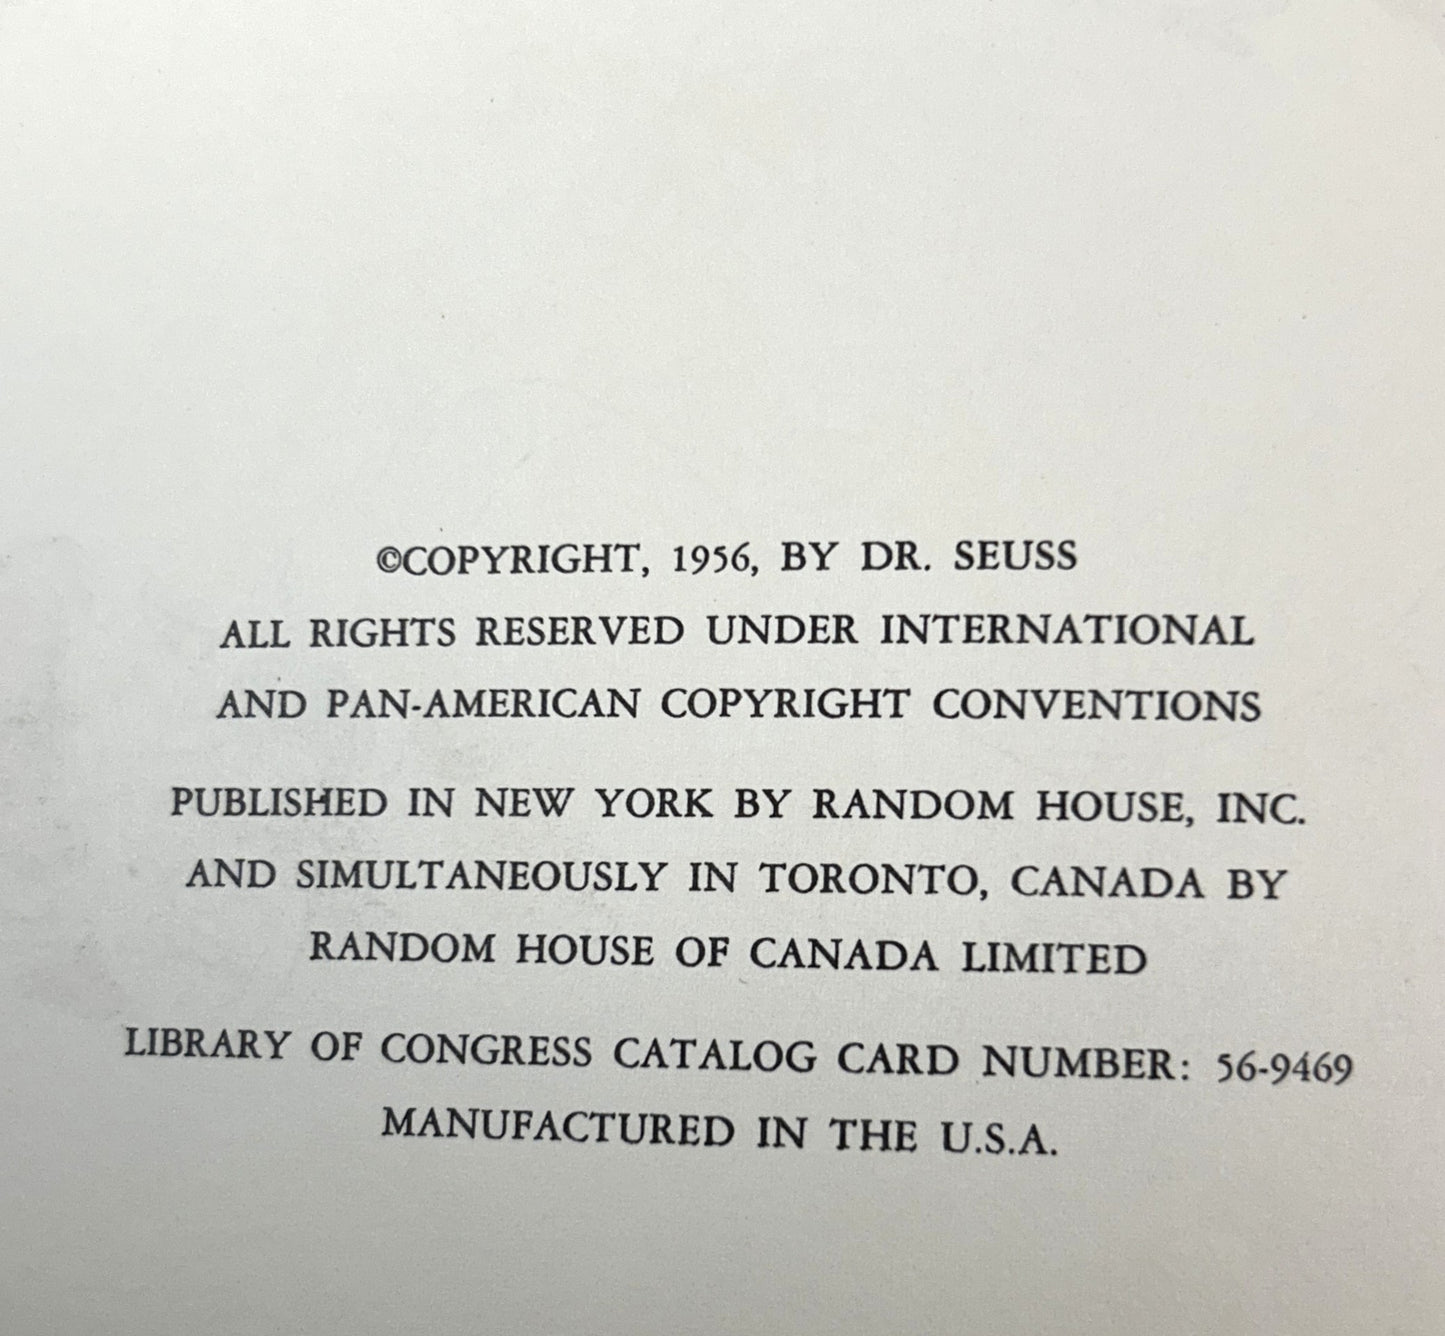 ©COPYRIGHT, 1956, BY DR. SEUSS
ALL RIGHTS RESERVED UNDER INTERNATIONAL
AND PAN-AMERICAN COPYRIGHT CONVENTIONS
PUBLISHED IN NEW YORK BY RANDOM HOUSE, INC.
AND SIMULTANEOUSLY IN TORONTO, CANADA BY
RANDOM HOUSE OF CANADA LIMITED
LIBRARY OF CONGRESS CATALOG CARD NUMBER: 56-9469
MANUFACTURED IN THE U.S.A.